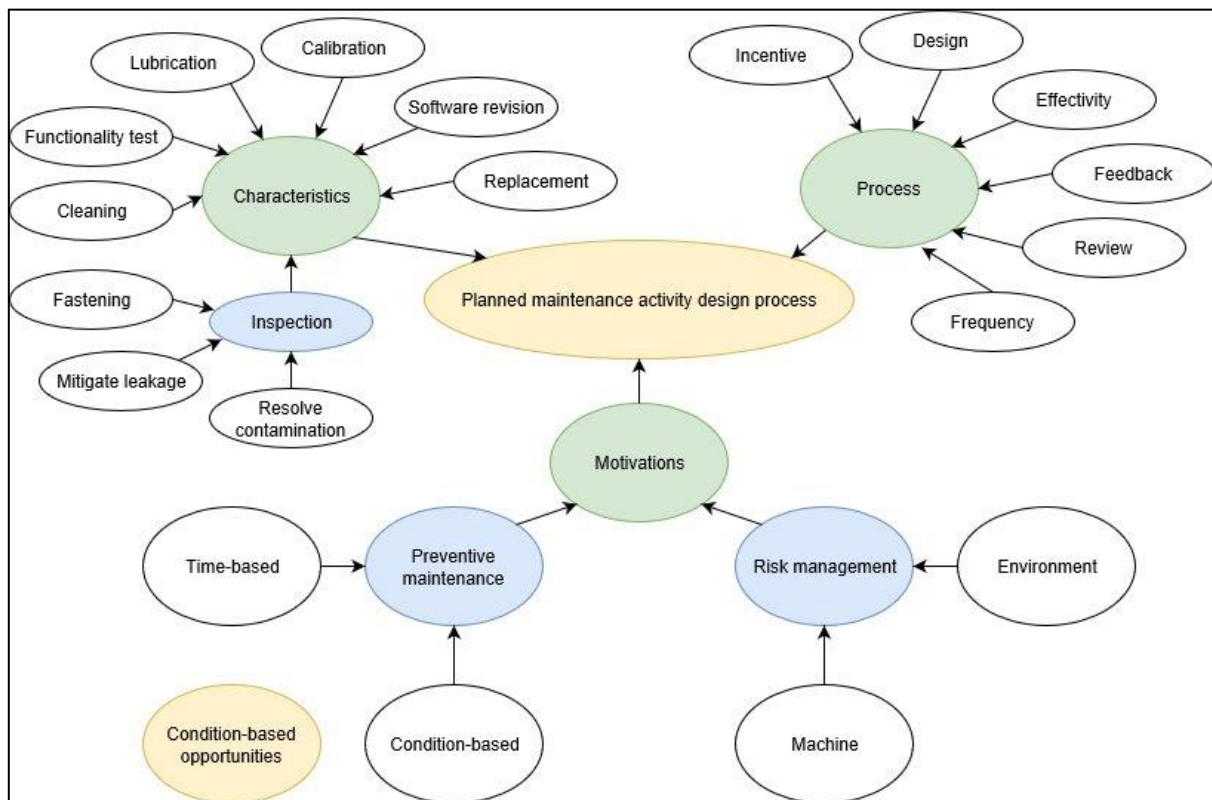 Calibration
Lubrication
Software revision
Functionality test
Characteristics
Replacement
Cleaning
Fastening
Inspection
Mitigate leakage
Resolve
contamination
Incentive
Design
Effectivity
Process
Feedback
Review
Frequency
Planned maintenance activity design process
Motivations
Time-based
Preventive
maintenance
Risk management
Environment
Condition-based
opportunities
Condition-based
Machine